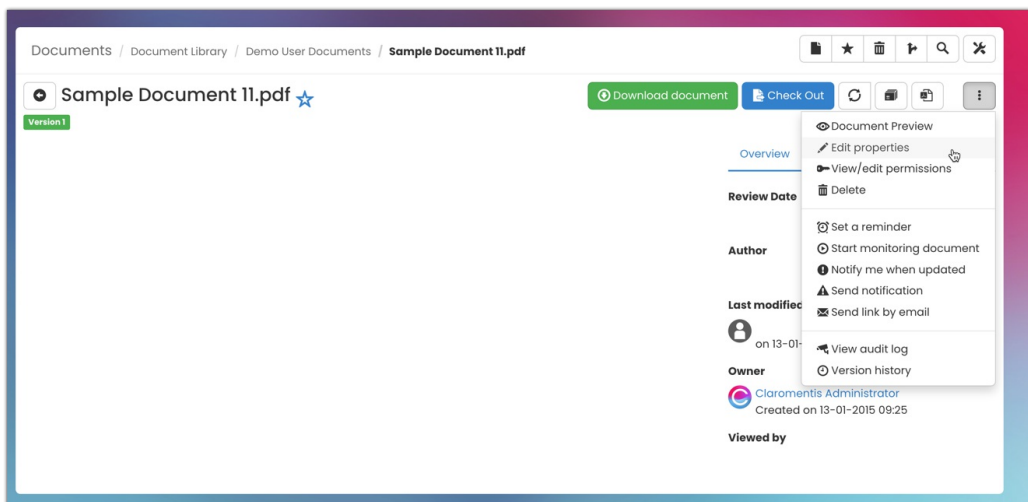 Documents / Document Library / Demo User Documents / Sample Document 11.pdf
Sample Document 11.pdf
Download document
Check Out
Version 1
Document Preview
Edit properties
View/edit permissions
Delete
Set a reminder
Start monitoring document
Notify me when updated
Send notification
Send link by email
View audit log
Version history
Overview
Review Date
Author
Last modified
on 13-01-
Owner
Claromentis Administrator
Created on 13-01-2015 09:25
Viewed by